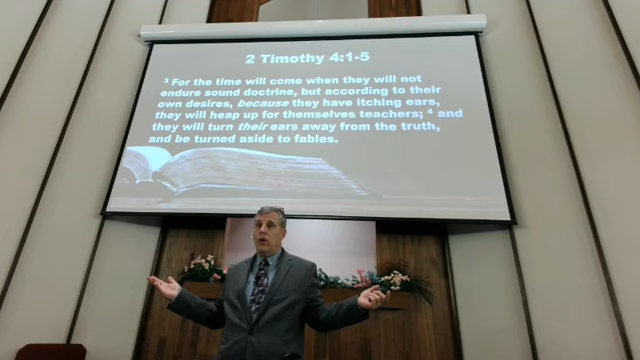 2 Timothy 4:1-5
3 For the time will come when they will not
endure sound doctrine, but according to their
own desires, because they have itching ears,
they will heap up for themselves teachers; 4 and
they will turn their ears away from the truth,
and be turned aside to fables.